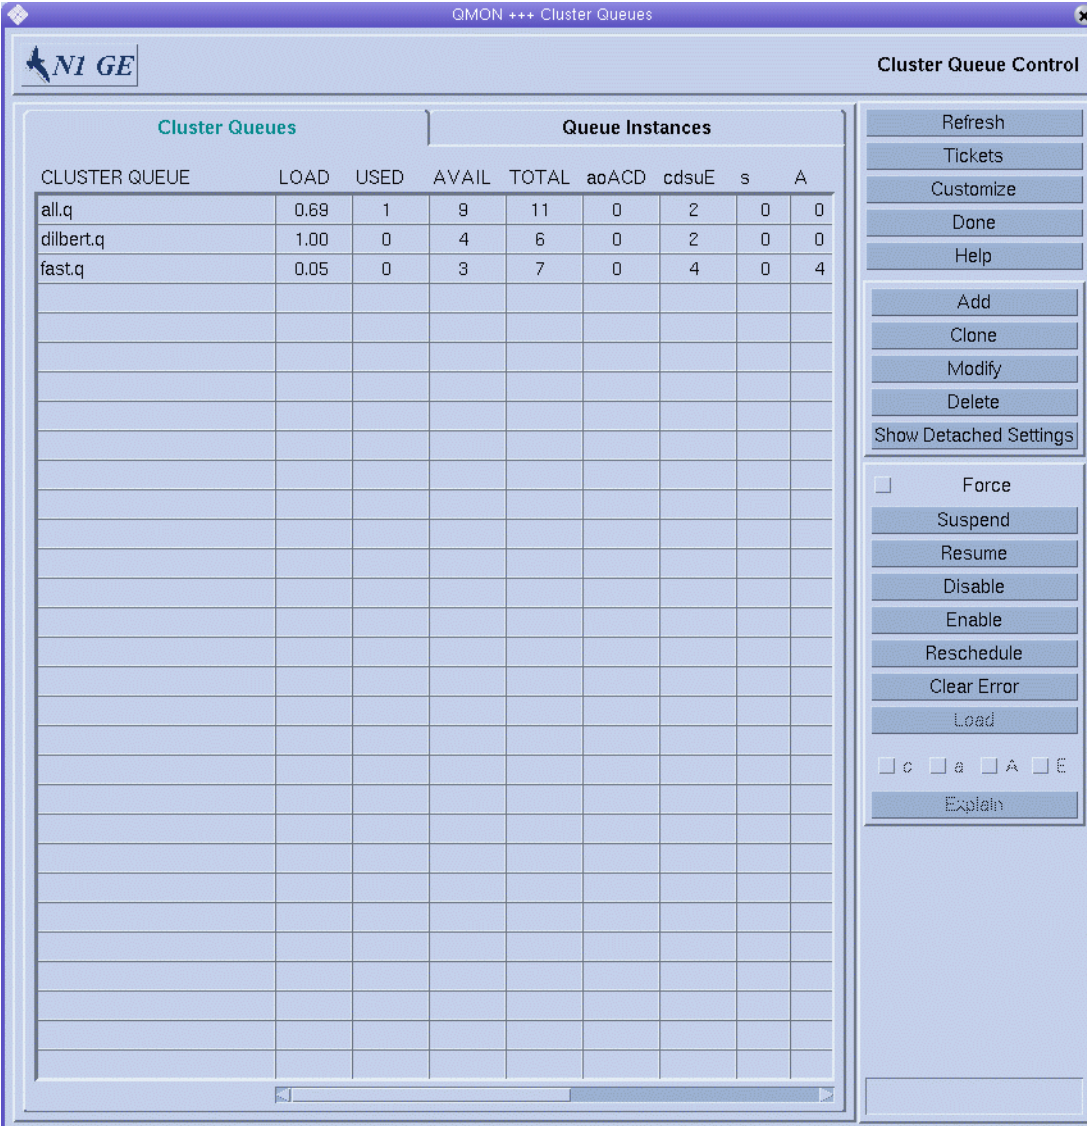 QMON +++ Cluster Queues
N1 GE
Cluster Queue Control
Cluster Queues Queue Instances
CLUSTER QUEUE LOAD USED AVAIL TOTAL aoACD cdsuE s A
all.q 0.69 1 9 11 0 2 0 0
dilbert.q 1.00 0 4 6 0 2 0 0
fast.q 0.05 0 3 7 0 4 0 4
Refresh
Tickets
Customize
Done
Help
Add
Clone
Modify
Delete
Show Detached Settings
Force
Suspend
Resume
Disable
Enable
Reschedule
Clear Error
Load
c a A E
Explain